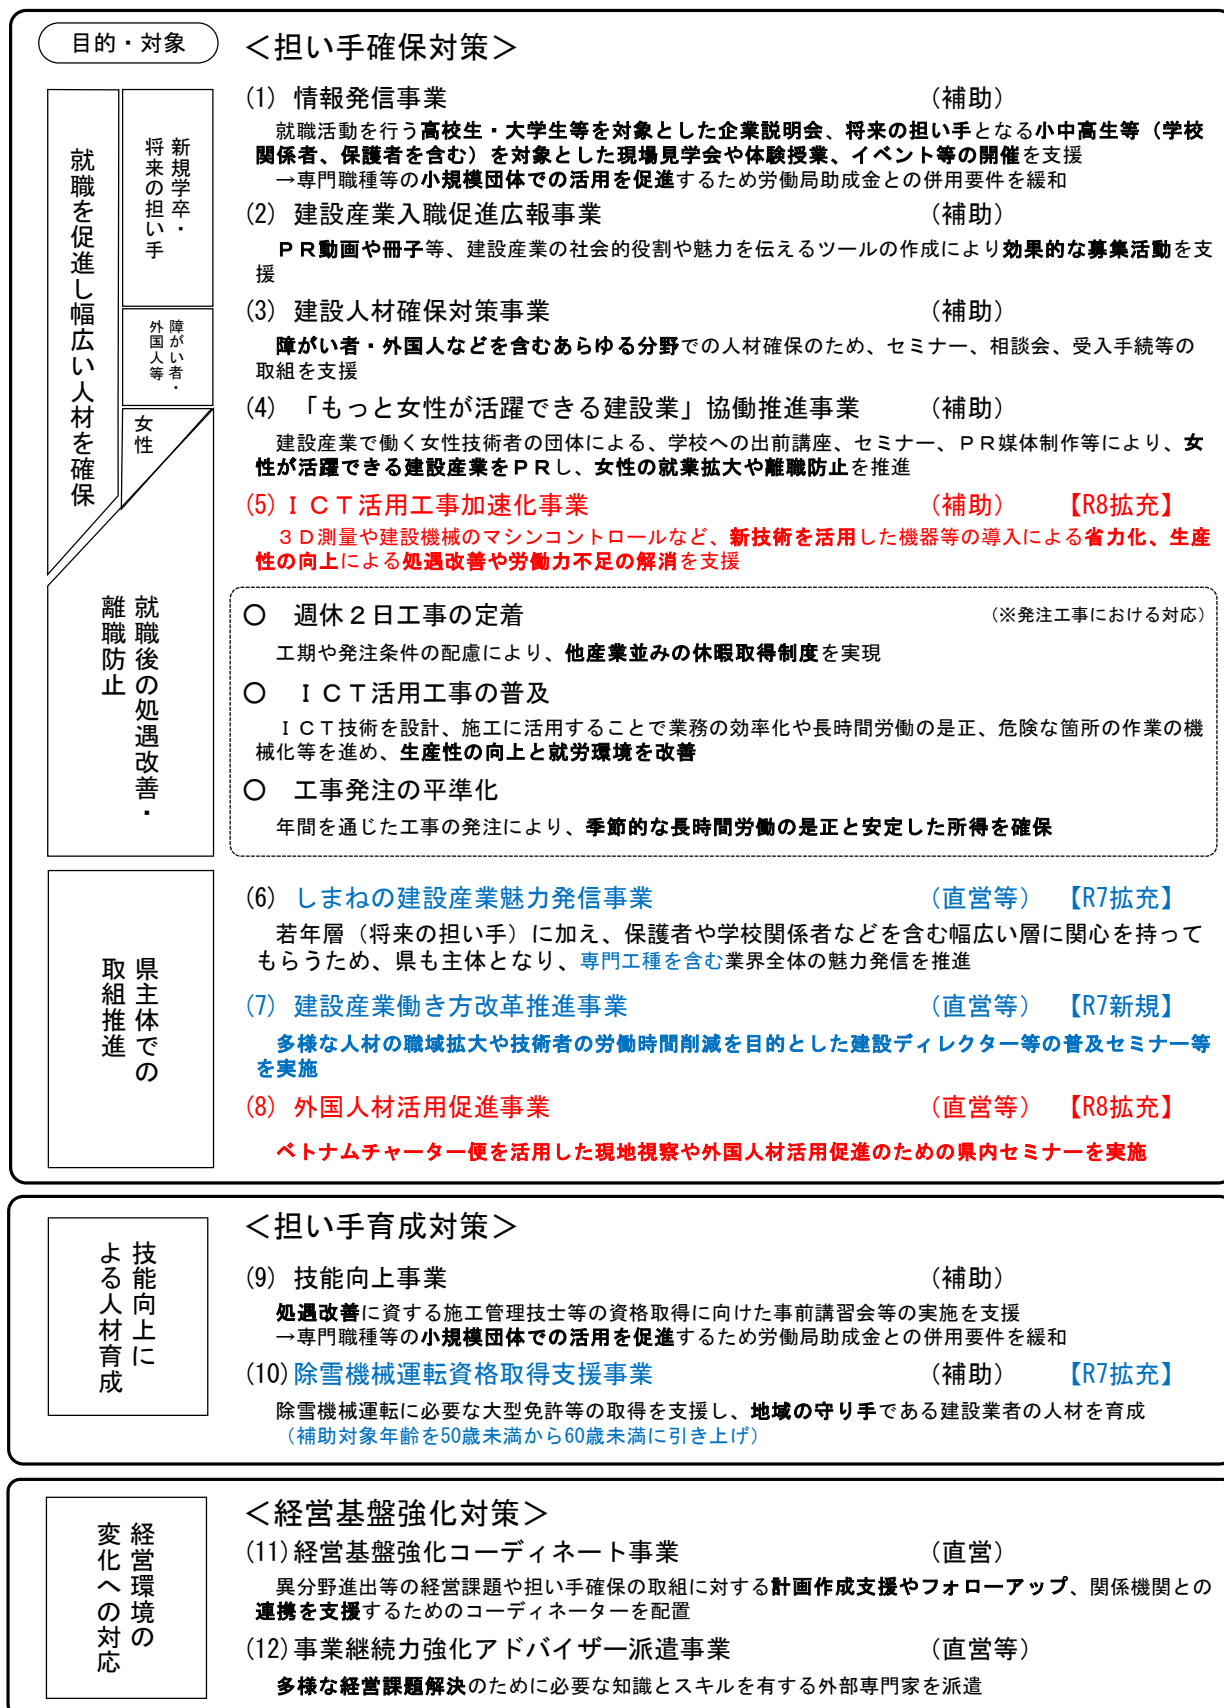 目的・対象
＜担い手確保対策＞
就職を促進し幅広い人材を確保
新規学卒・
将来の担い手
障がい者・
外国人等
女性
(1) 情報発信事業 （補助）
就職活動を行う高校生・大学生等を対象とした企業説明会、将来の担い手となる小中高生等（学校
関係者、保護者を含む）を対象とした現場見学会や体験授業、イベント等の開催を支援
→専門職種等の小規模団体での活用を促進するため労働局助成金との併用要件を緩和
(2) 建設産業入職促進広報事業 （補助）
ＰＲ動画や冊子等、建設産業の社会的役割や魅力を伝えるツールの作成により効果的な募集活動を支
援
(3) 建設人材確保対策事業 （補助）
障がい者・外国人などを含むあらゆる分野での人材確保のため、セミナー、相談会、受入手続等の
取組を支援
(4) 「もっと女性が活躍できる建設業」協働推進事業 （補助）
建設産業で働く女性技術者の団体による、学校への出前講座、セミナー、ＰＲ媒体制作等により、女
性が活躍できる建設産業をＰＲし、女性の就業拡大や離職防止を推進
(5) ＩＣＴ活用工事加速化事業 （補助） 【R8拡充】
３Ｄ測量や建設機械のマシンコントロールなど、新技術を活用した機器等の導入による省力化、生産
性の向上による処遇改善や労働力不足の解消を支援
就職後の処遇改善・
離職防止
○ 週休２日工事の定着 （※発注工事における対応）
工期や発注条件の配慮により、他産業並みの休暇取得制度を実現
○ ＩＣＴ活用工事の普及
ＩＣＴ技術を設計、施工に活用することで業務の効率化や長時間労働の是正、危険な箇所の作業の機
械化等を進め、生産性の向上と就労環境を改善
○ 工事発注の平準化
年間を通じた工事の発注により、季節的な長時間労働の是正と安定した所得を確保
県主体での
取組推進
(6) しまねの建設産業魅力発信事業 （直営等） 【R7拡充】
若年層（将来の担い手）に加え、保護者や学校関係者などを含む幅広い層に関心を持って
もらうため、県も主体となり、専門工種を含む業界全体の魅力発信を推進
(7) 建設産業働き方改革推進事業 （直営等） 【R7新規】
多様な人材の職域拡大や技術者の労働時間削減を目的とした建設ディレクター等の普及セミナー等
を実施
(8) 外国人材活用促進事業 （直営等） 【R8拡充】
ベトナムチャーター便を活用した現地視察や外国人材活用促進のための県内セミナーを実施
技能向上に
よる人材育成
＜担い手育成対策＞
(9) 技能向上事業 （補助）
処遇改善に資する施工管理技士等の資格取得に向けた事前講習会等の実施を支援
→専門職種等の小規模団体での活用を促進するため労働局助成金との併用要件を緩和
(10) 除雪機械運転資格取得支援事業 （補助） 【R7拡充】
除雪機械運転に必要な大型免許等の取得を支援し、地域の守り手である建設業者の人材を育成
（補助対象年齢を50歳未満から60歳未満に引き上げ）
経営環境の
変化への対応
＜経営基盤強化対策＞
(11) 経営基盤強化コーディネート事業 （直営）
異分野進出等の経営課題や担い手確保の取組に対する計画作成支援やフォローアップ、関係機関との
連携を支援するためのコーディネーターを配置
(12) 事業継続力強化アドバイザー派遣事業 （直営等）
多様な経営課題解決のために必要な知識とスキルを有する外部専門家を派遣